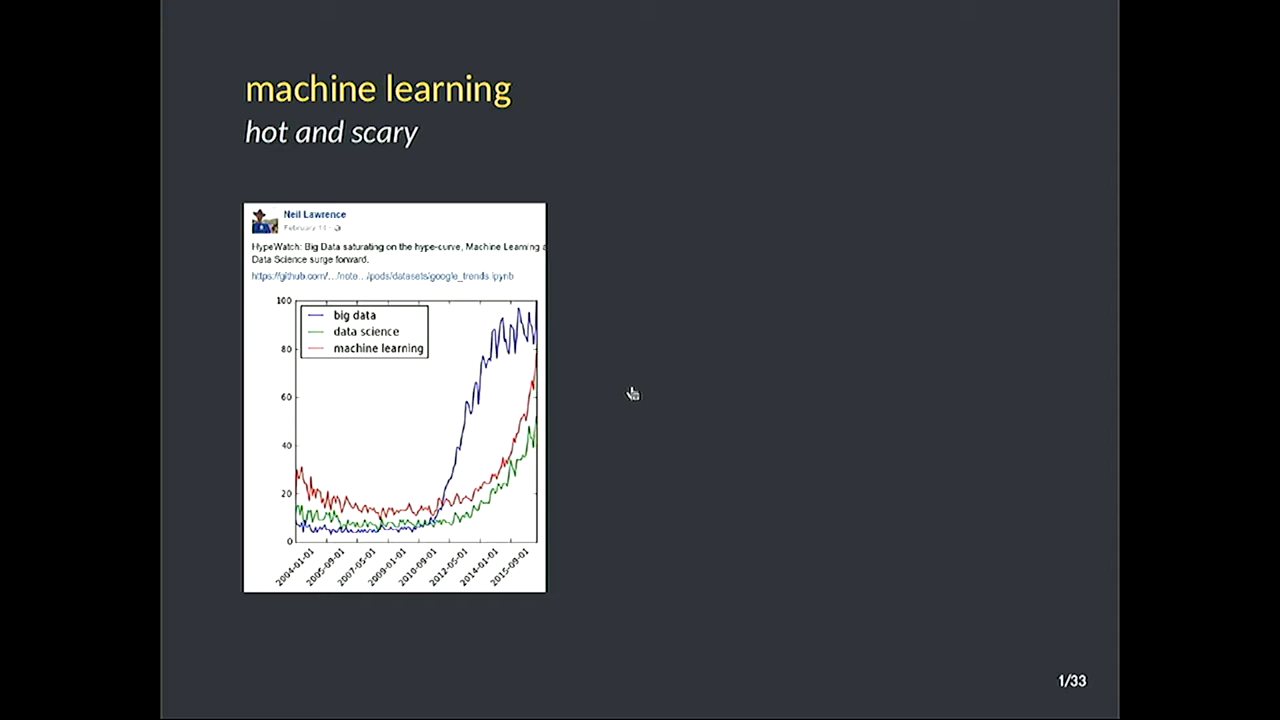 machine learning
hot and scary
Neil Lawrence
February 11
HypeWatch: Big Data saturating on the hype-curve, Machine Learning a
Data Science surge forward.
https://github.com/.../note.../pods/datasets/google_trends.ipynb
100
big data
data science
machine learning
80
60
40
20
0
2004-01-01
2005-09-01
2007-05-01
2009-01-01
2010-09-01
2012-05-01
2014-01-01
2015-09-01
1/33